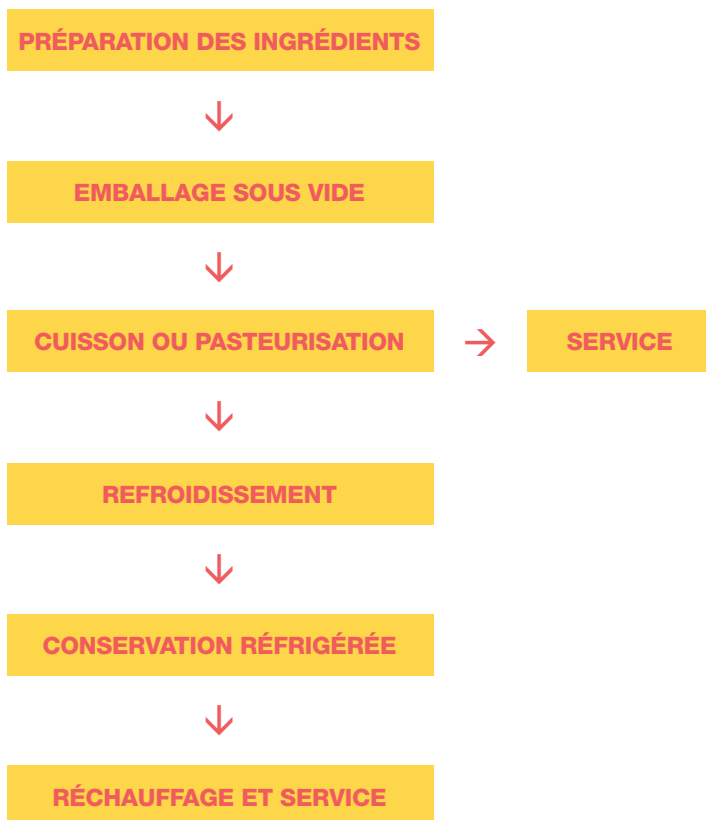 PRÉPARATION DES INGRÉDIENTS
EMBALLAGE SOUS VIDE
CUISSON OU PASTEURISATION
SERVICE
REFROIDISSEMENT
CONSERVATION RÉFRIGÉRÉE
RÉCHAUFFAGE ET SERVICE